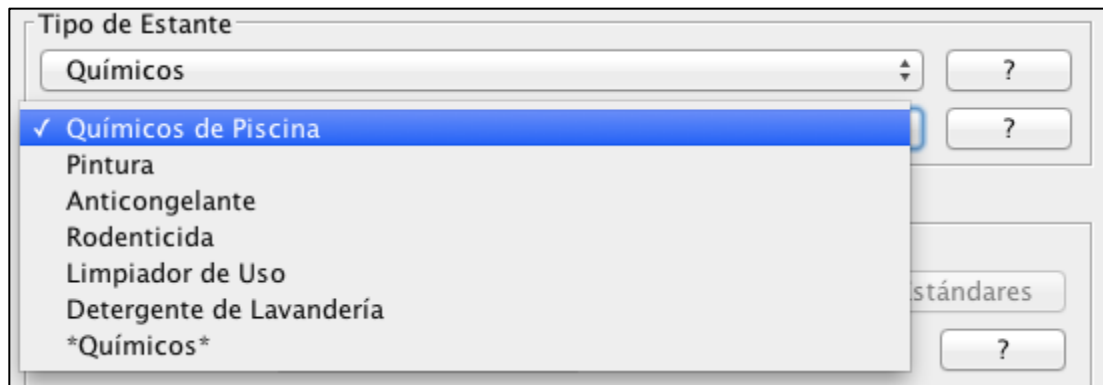 Tipo de Estante
Químicos
?
✓ Químicos de Piscina
?
Pintura
Anticongelante
Rodenticida
Limpiador de Uso
stándares
Detergente de Lavandería
*Químicos*
?